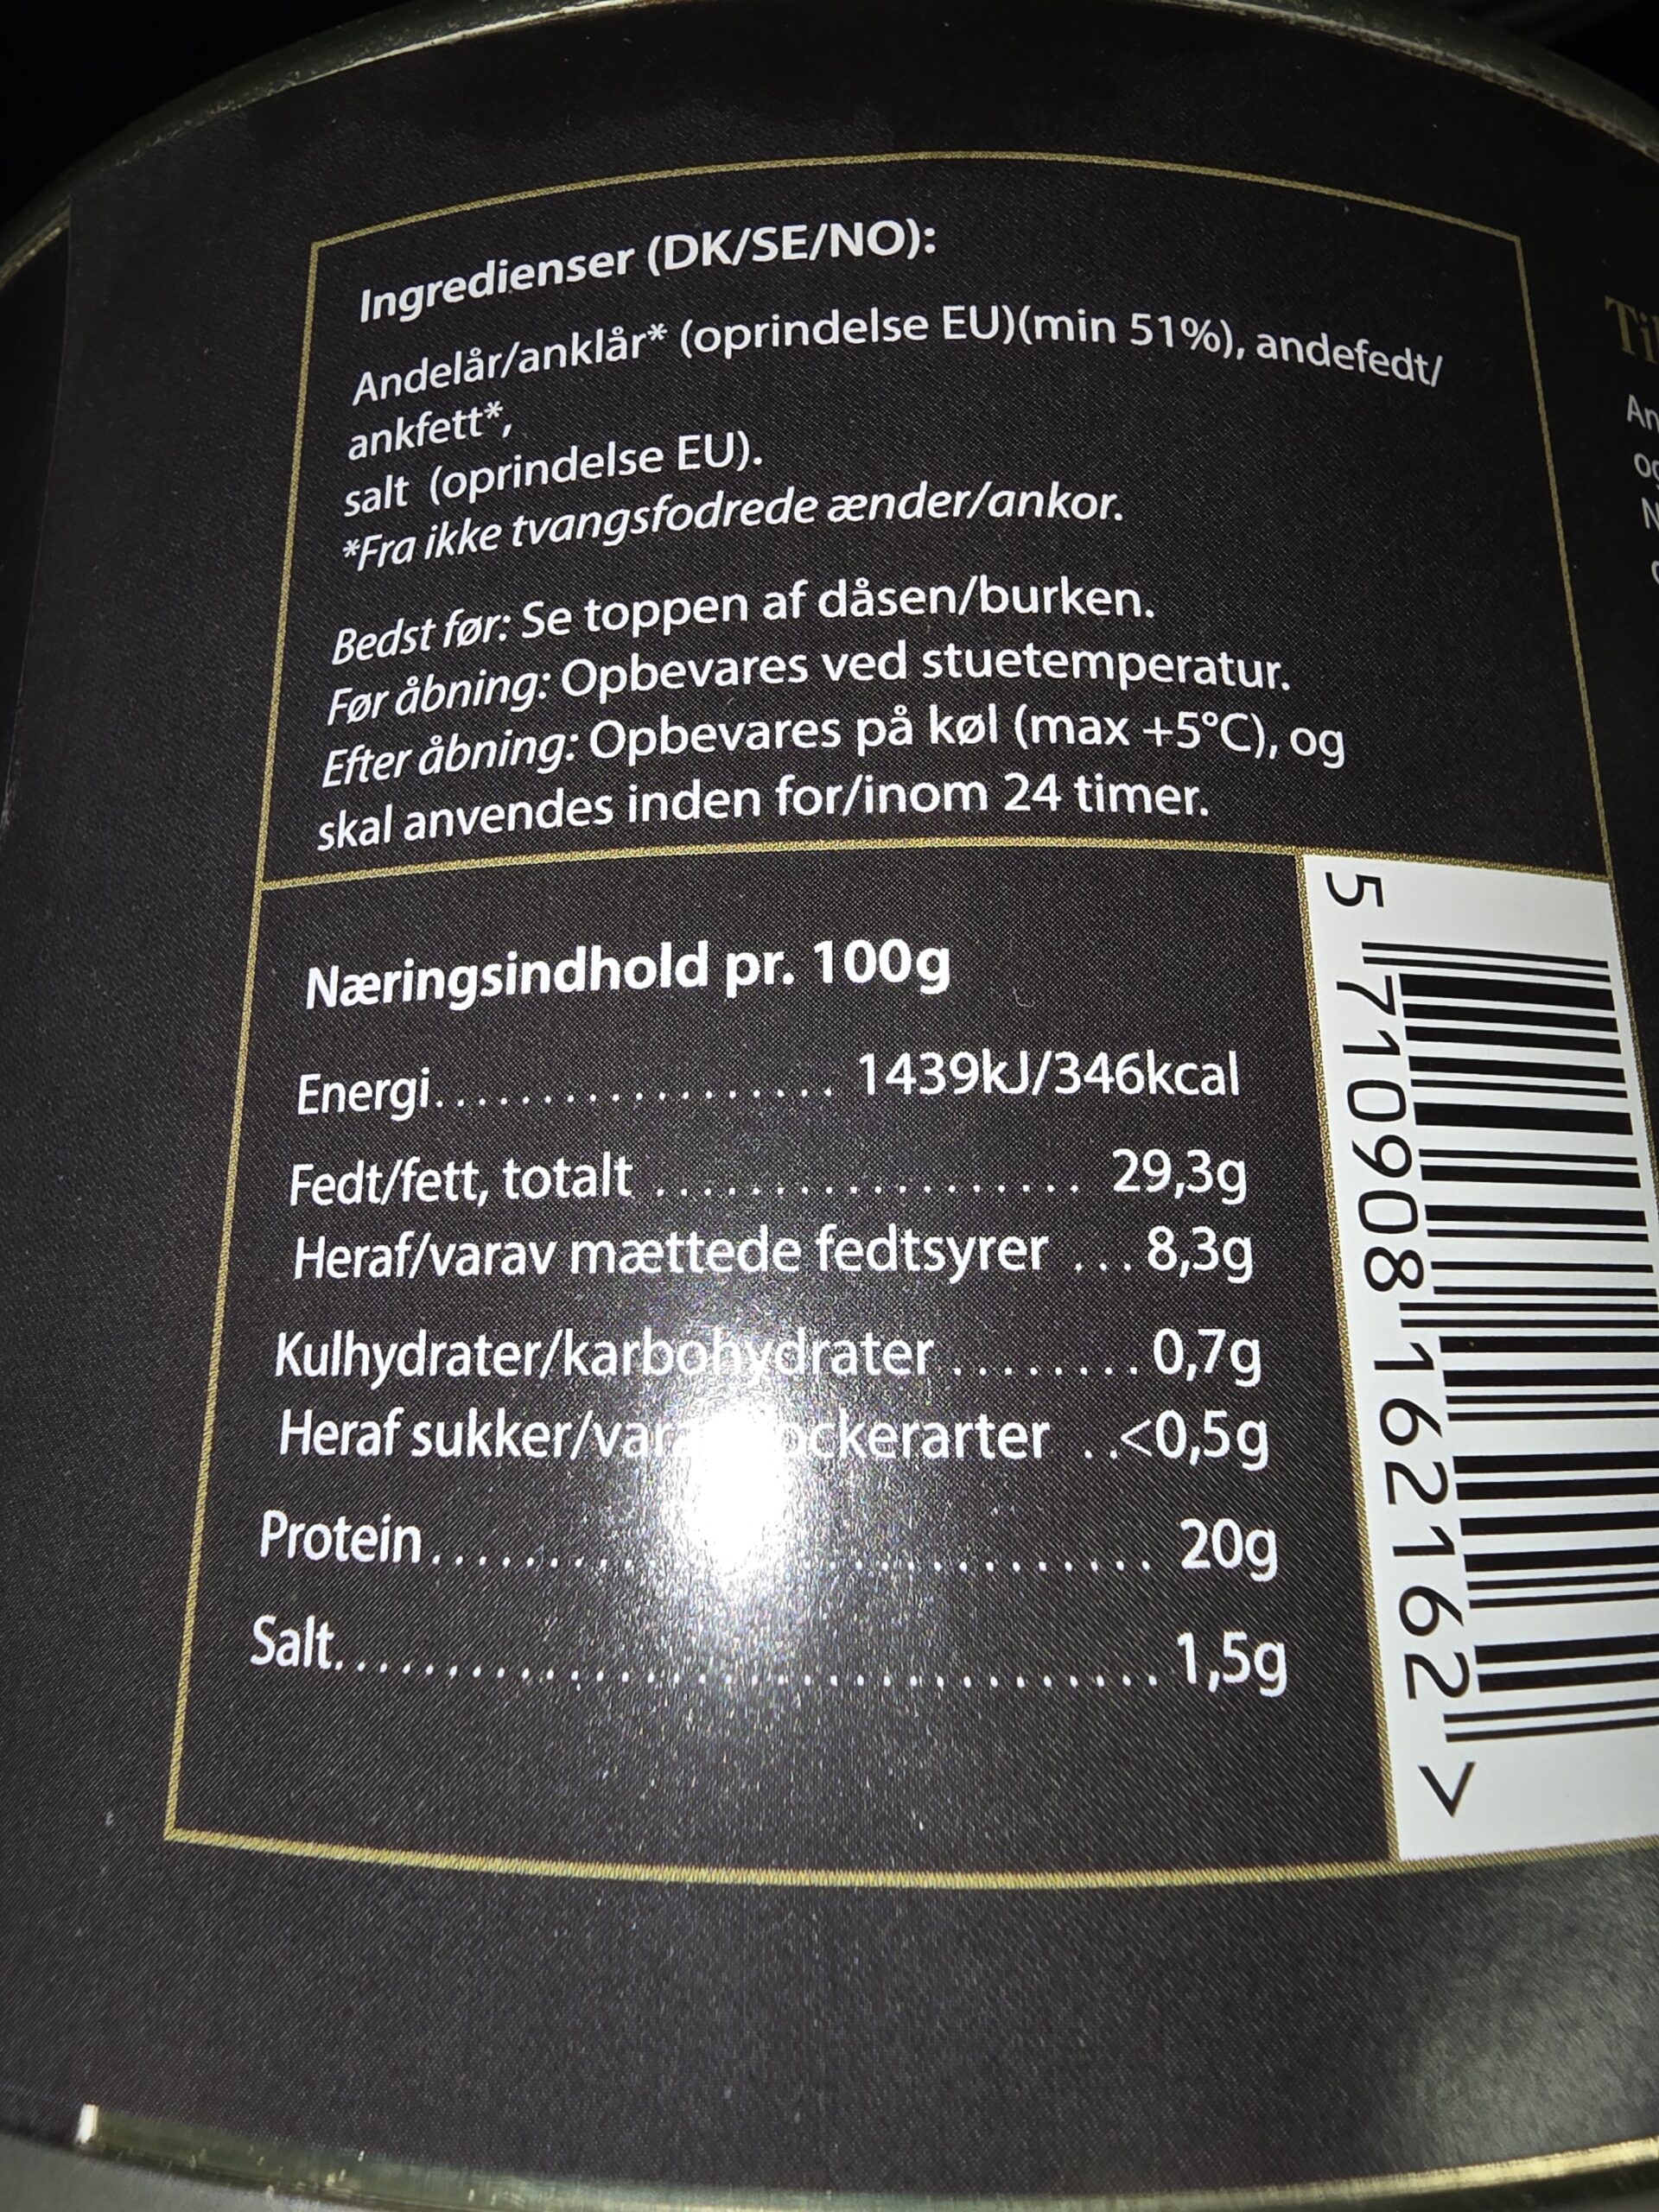 Ingredienser (DK/SE/NO):
Andelår/anklår* (oprindelse EU)(min 51%), andefedt/
ankfett*,
salt (oprindelse EU).
*Fra ikke tvangsfodrede ænder/ankor.
Bedst før: Se toppen af dåsen/burken.
Før åbning: Opbevares ved stuetemperatur.
Efter åbning: Opbevares på køl (max +5°C), og
skal anvendes inden for/inom 24 timer.
Næringsindhold pr. 100g
Energi.................. 1439kJ/346kcal
Fedt/fett, totalt ................... 29,3g
Heraf/varav mættede fedtsyrer ... 8,3g
Kulhydrater/karbohydrater ........ 0,7g
Heraf ..<0,5g
Protein................................ 20g
Salt.................................... 1,5g
5 710908 162162 >